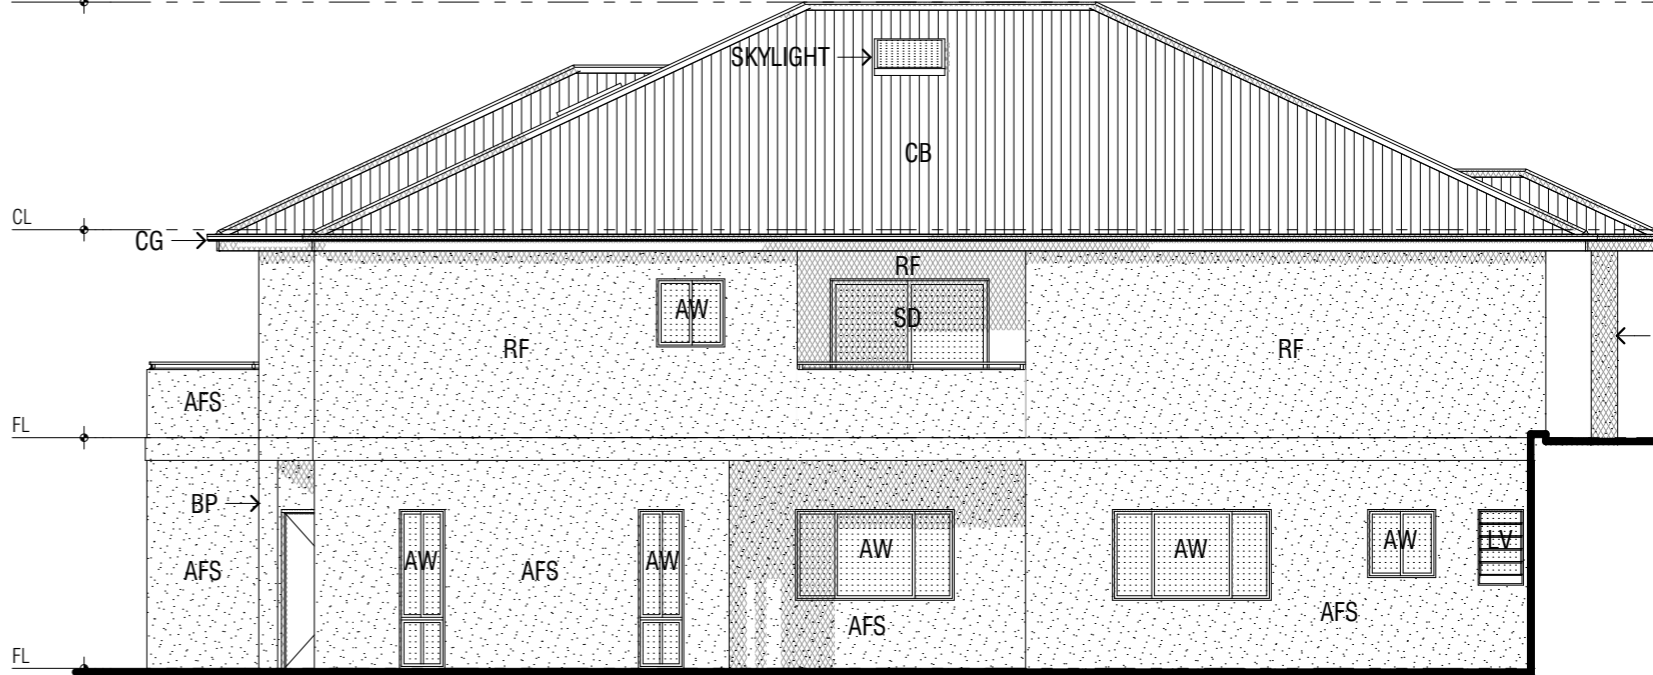 SKYLIGHT
CB
CL
CG
RF
AW
SD
RF
RF
AFS
FL
BP
AW
AW
AW
AW
AW
LV
AFS
AFS
AFS
AFS
FL